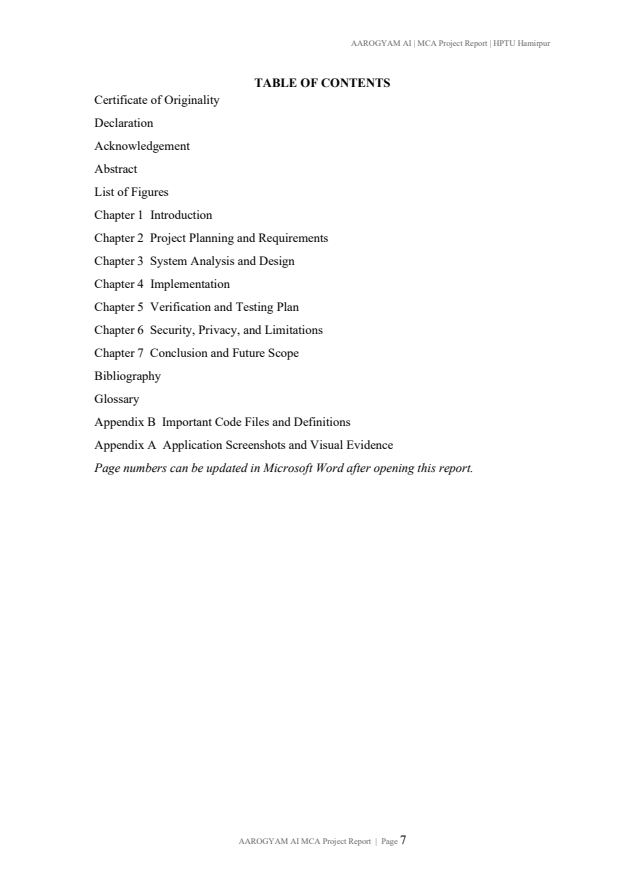 AAROGYAM AI | MCA Project Report | HPTU Hamirpur
TABLE OF CONTENTS
Certificate of Originality
Declaration
Acknowledgement
Abstract
List of Figures
Chapter 1  Introduction
Chapter 2  Project Planning and Requirements
Chapter 3  System Analysis and Design
Chapter 4  Implementation
Chapter 5  Verification and Testing Plan
Chapter 6  Security, Privacy, and Limitations
Chapter 7  Conclusion and Future Scope
Bibliography
Glossary
Appendix B  Important Code Files and Definitions
Appendix A  Application Screenshots and Visual Evidence
Page numbers can be updated in Microsoft Word after opening this report.
AAROGYAM AI MCA Project Report | Page 7